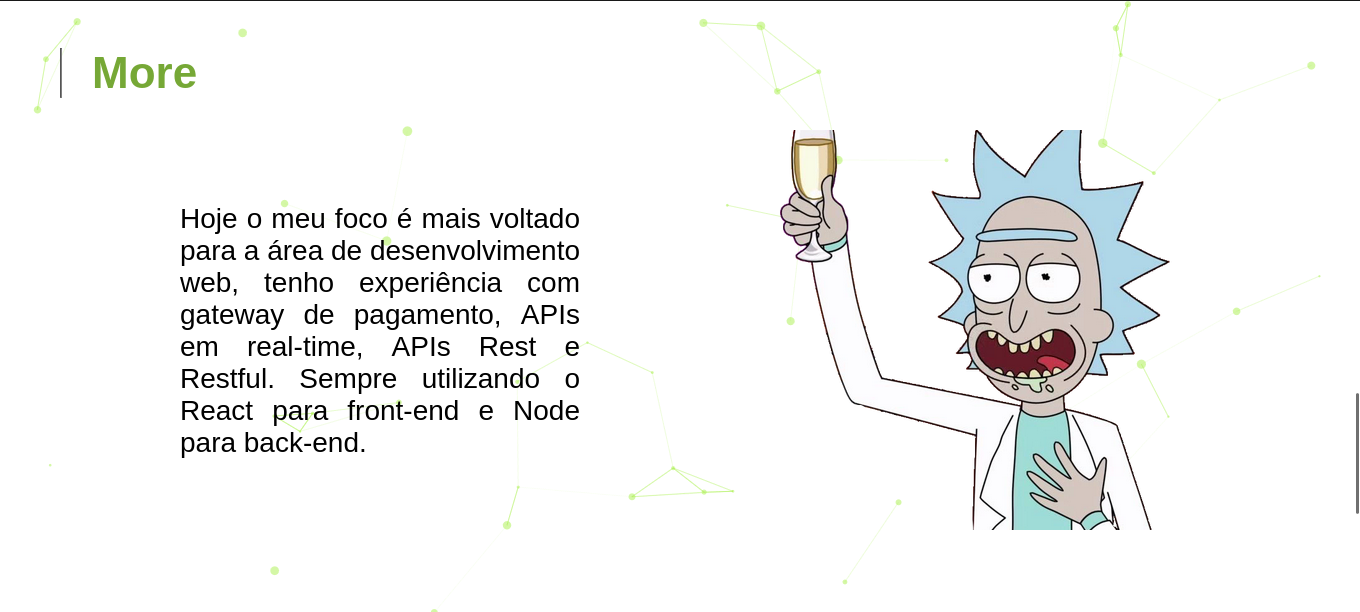 More
Hoje o meu foco é mais voltado
para a área de desenvolvimento
web, tenho experiência com
gateway de pagamento, APIs
em real-time, APIs Rest e
Restful. Sempre utilizando o
React para front-end e Node
para back-end.